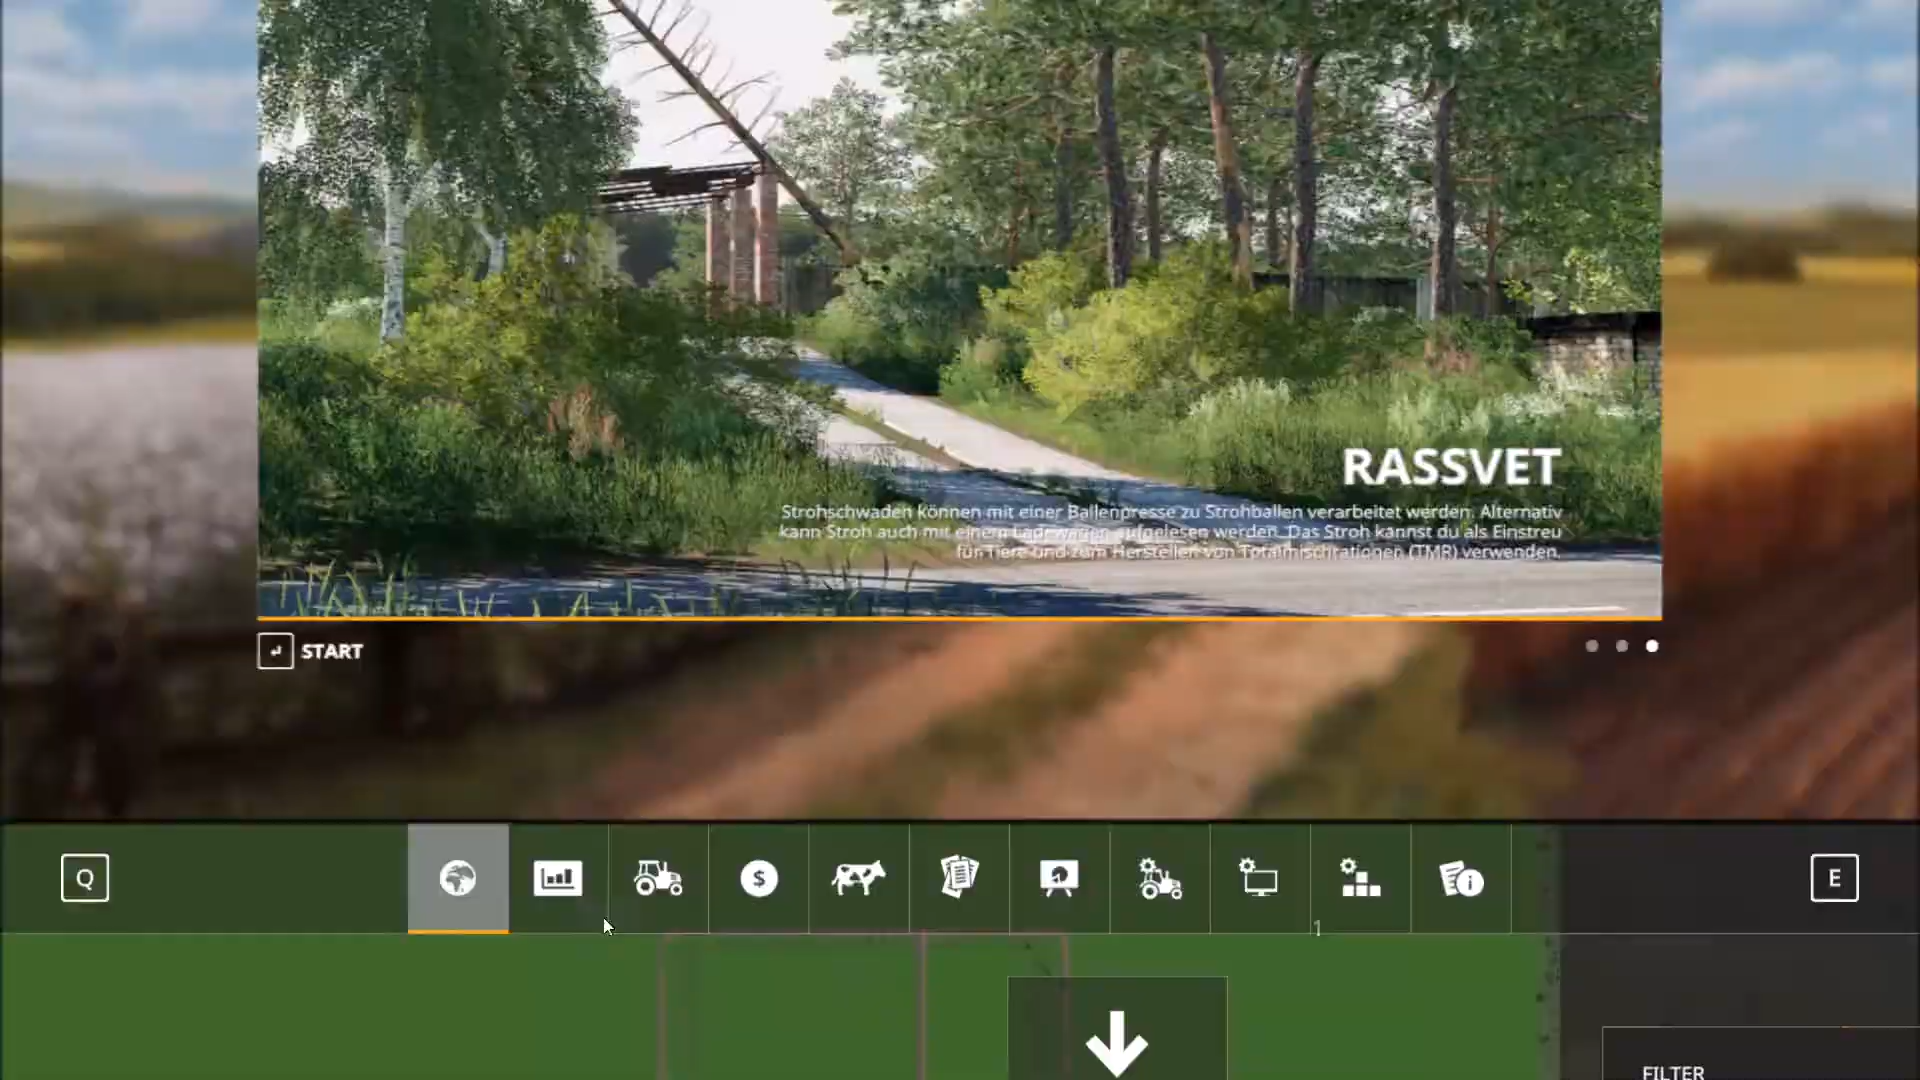 RASSVET
Strohschwaden können mit einer Ballenpresse zu Strohballen verarbeitet werden. Alternativ
kann Stroh auch mit einem Ladewagen aufgelesen werden. Das Stroh kannst du als Einstreu
für Tiere und zum Herstellen von Totalmischrationen (TMR) verwenden.
START
Q
$
E
1
FILTER